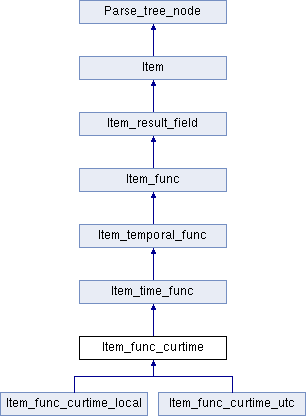 Parse_tree_node
Item
Item_result_field
Item_func
Item_temporal_func
Item_time_func
Item_func_curtime
Item_func_curtime_local
Item_func_curtime_utc